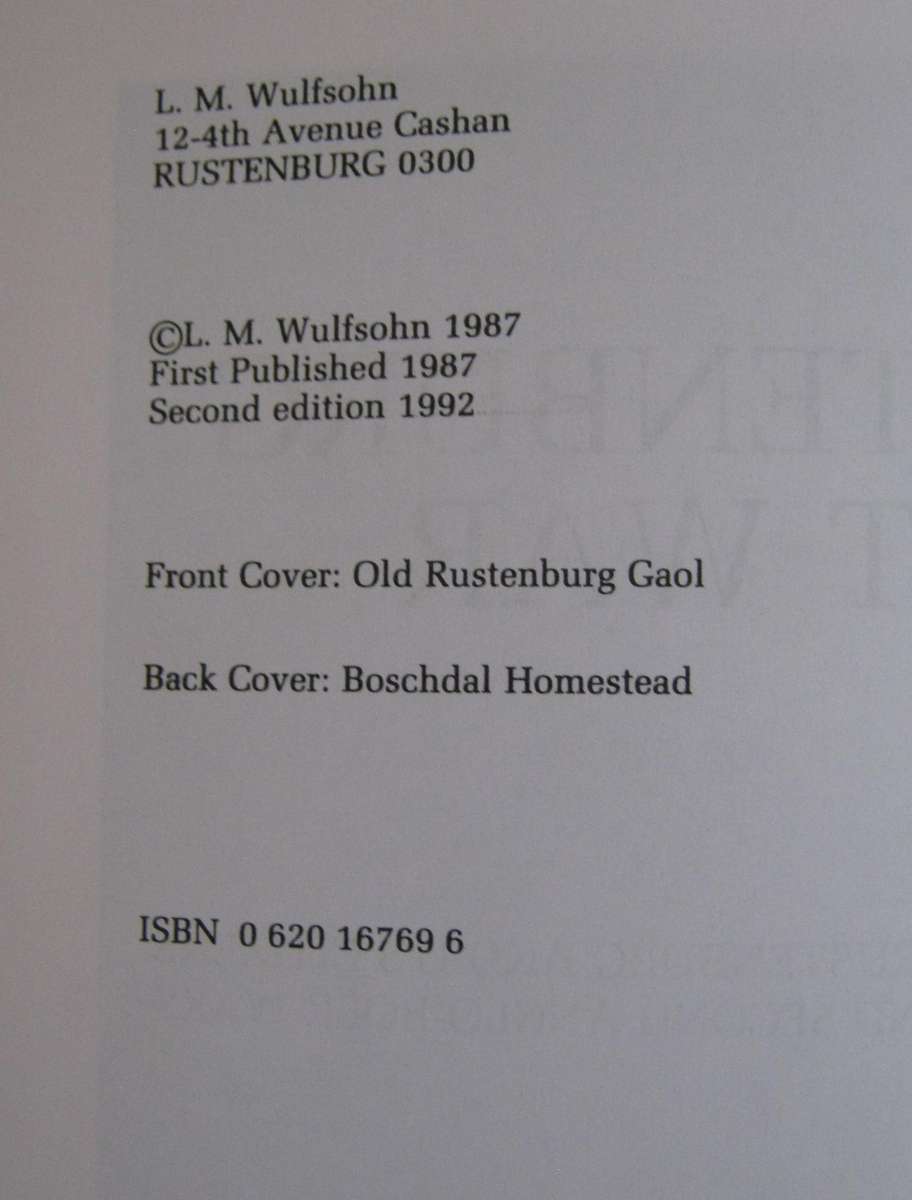 L. M. Wulfsohn
12-4th Avenue Cashan
RUSTENBURG 0300
©L. M. Wulfsohn 1987
First Published 1987
Second edition 1992
Front Cover: Old Rustenburg Gaol
Back Cover: Boschdal Homestead
ISBN 0 620 16769 6